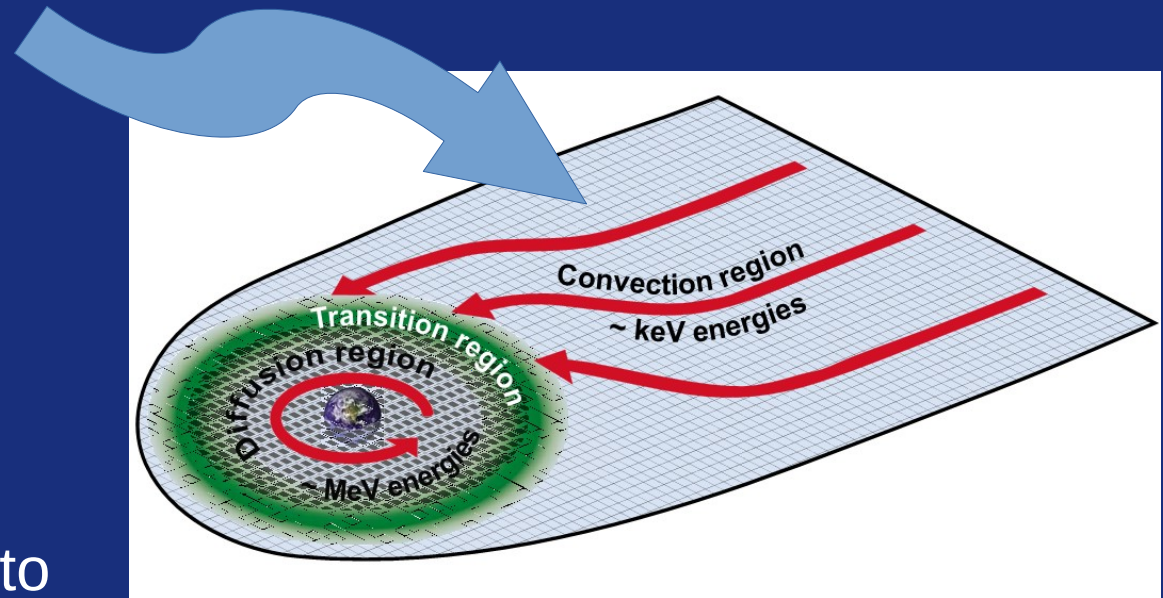 Convection region
~ keV energies
Transition region
Diffusion region
~ MeV energies
to